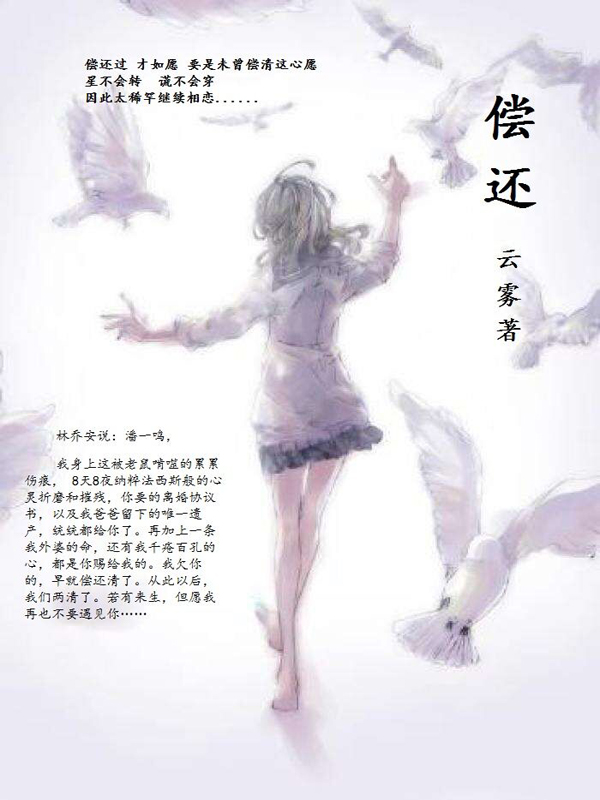 偿还过 才如愿 要是未曾偿清这心愿
星不会转 谎不会穿
因此太稀罕继续相恋......
偿还
云雾著
林乔安说：潘一鸣，
我身上这被老鼠啃噬的累累
伤痕， 8天8夜纳粹法西斯般的心
灵折磨和摧残，你要的离婚协议
书，以及我爸爸留下的唯一遗
产，统统都给你了。再加上一条
我外婆的命，还有我千疮百孔的
心，都是你赐给我的。我欠你
的，早就偿还清了。从此以后，
我们两清了。若有来生，但愿我
再也不要遇见你……